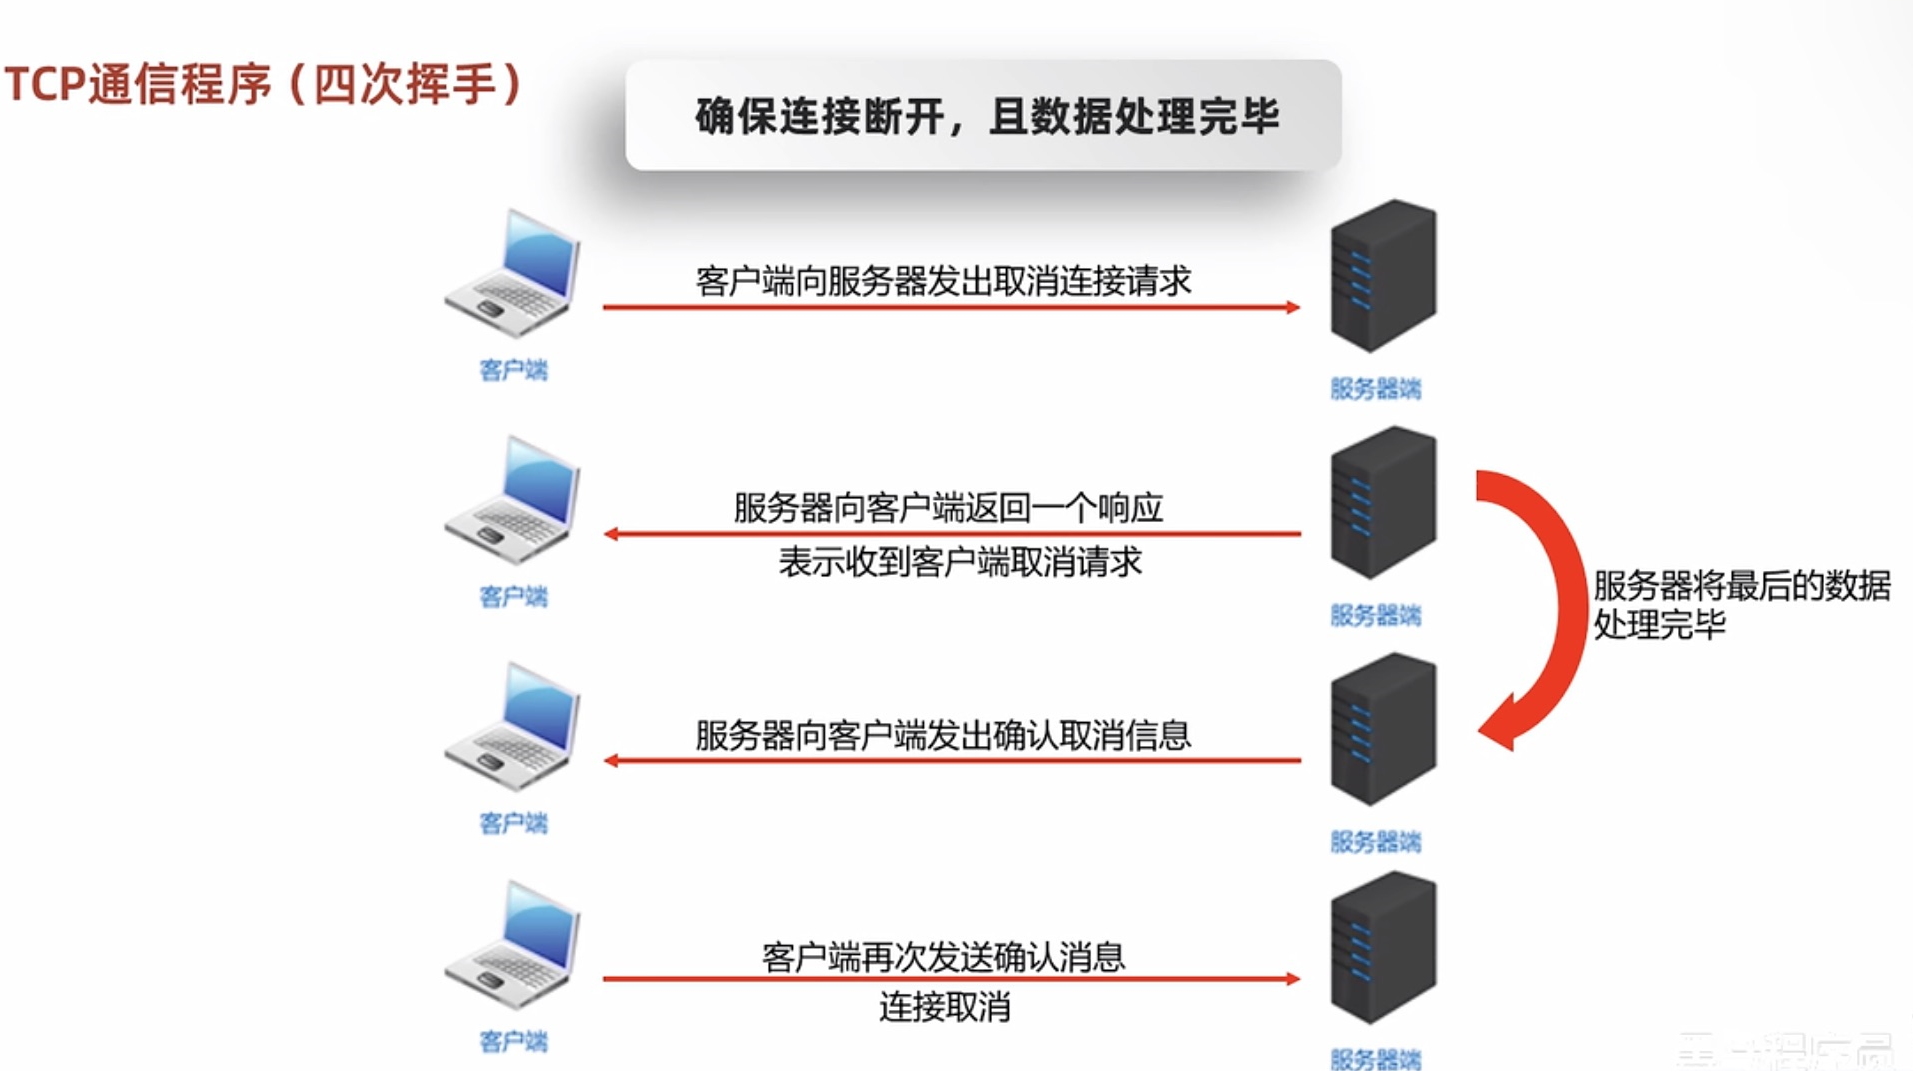 TCP通信程序（四次挥手）
确保连接断开，且数据处理完毕
客户端向服务器发出取消连接请求
客户端
服务器端
服务器向客户端返回一个响应
表示收到客户端取消请求
客户端
服务器端
服务器将最后的数据
处理完毕
服务器向客户端发出确认取消信息
客户端
服务器端
客户端再次发送确认消息
连接取消
客户端
服务器端